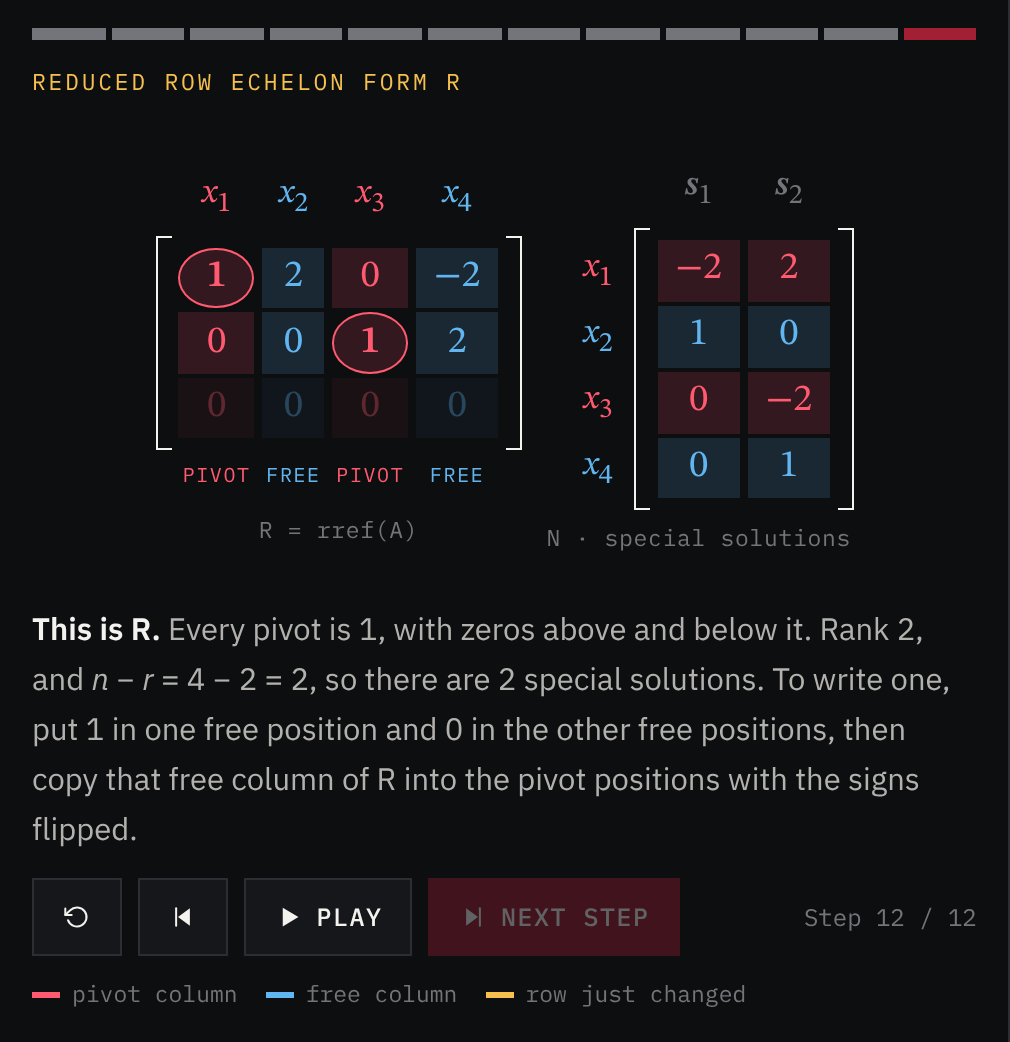 REDUCED ROW ECHELON FORM R
s₁ s₂
x₁ x₂ x₃ x₄
1 2 0 −2
0 0 1 2
0 0 0 0
PIVOT FREE PIVOT FREE
R = rref(A)
x₁ −2 2
x₂ 1 0
x₃ 0 −2
x₄ 0 1
N · special solutions
This is R. Every pivot is 1, with zeros above and below it. Rank 2,
and n − r = 4 − 2 = 2, so there are 2 special solutions. To write one,
put 1 in one free position and 0 in the other free positions, then
copy that free column of R into the pivot positions with the signs
flipped.
PLAY NEXT STEP Step 12 / 12
pivot column free column row just changed